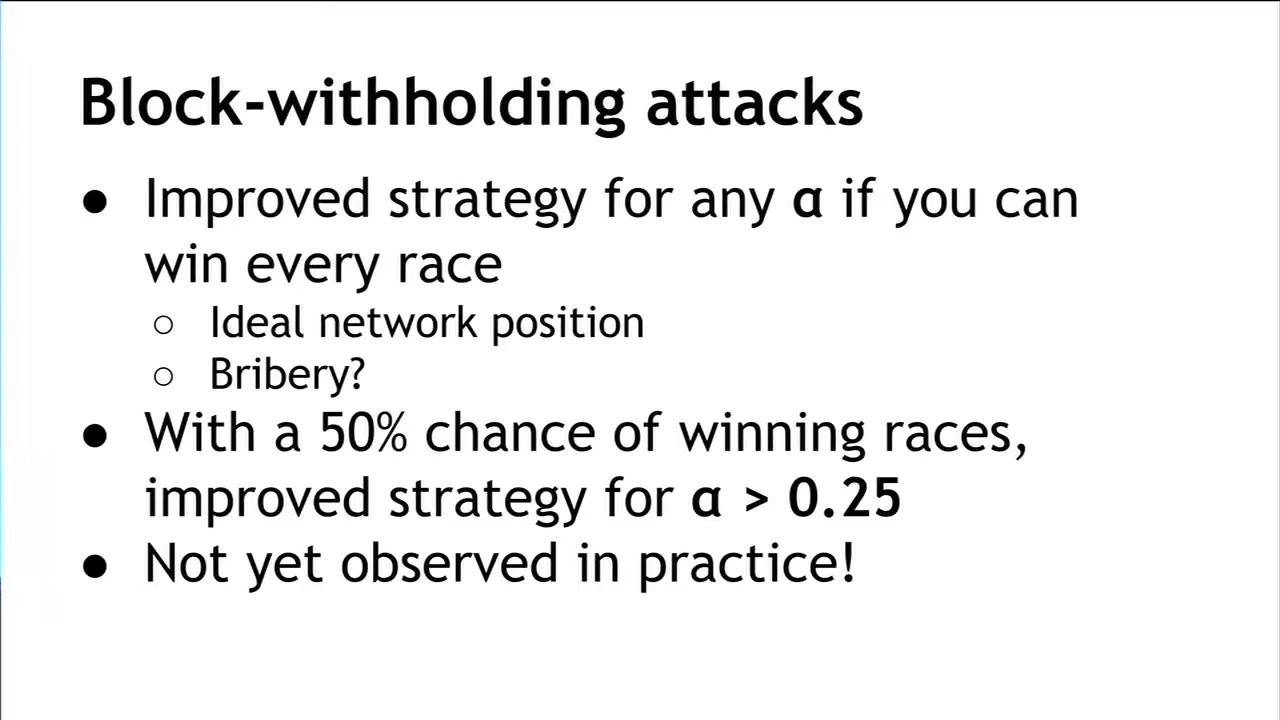 Block-withholding attacks
● Improved strategy for any α if you can
win every race
○ Ideal network position
○ Bribery?
● With a 50% chance of winning races,
improved strategy for α > 0.25
● Not yet observed in practice!